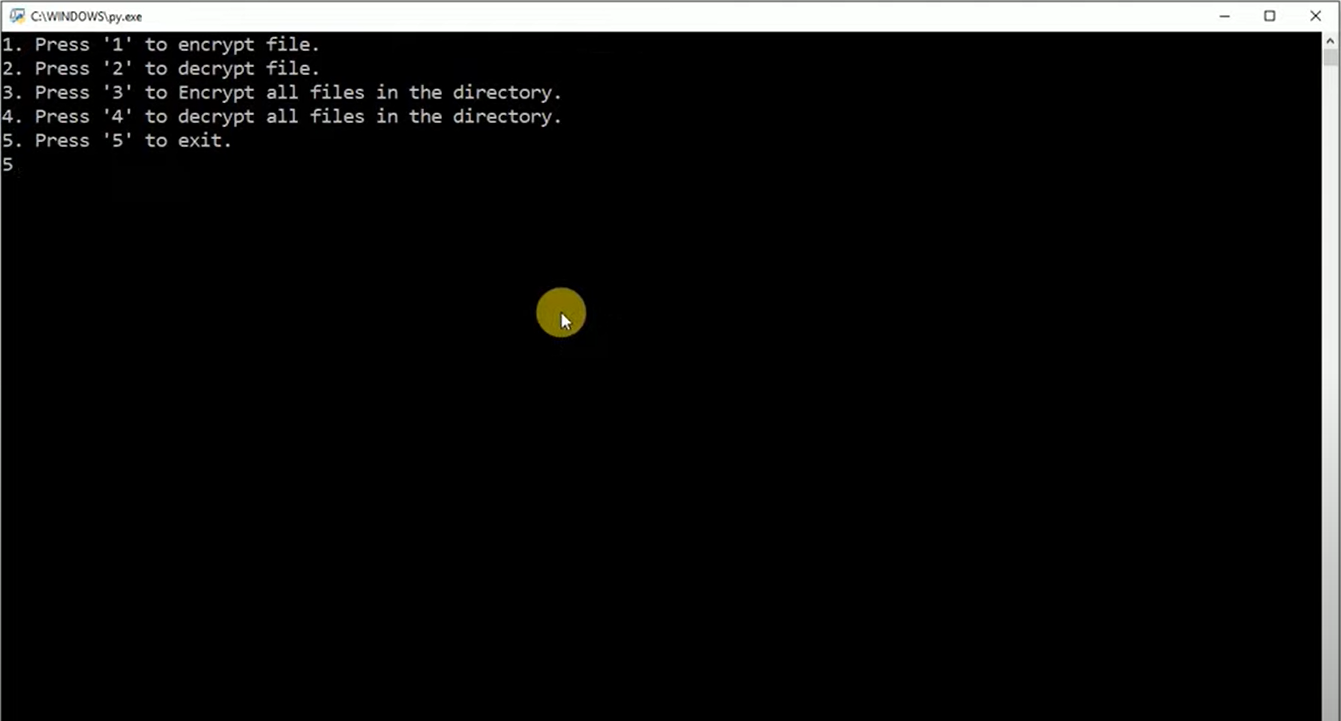 C:\WINDOWS\py.exe
1. Press '1' to encrypt file.
2. Press '2' to decrypt file.
3. Press '3' to Encrypt all files in the directory.
4. Press '4' to decrypt all files in the directory.
5. Press '5' to exit.
5